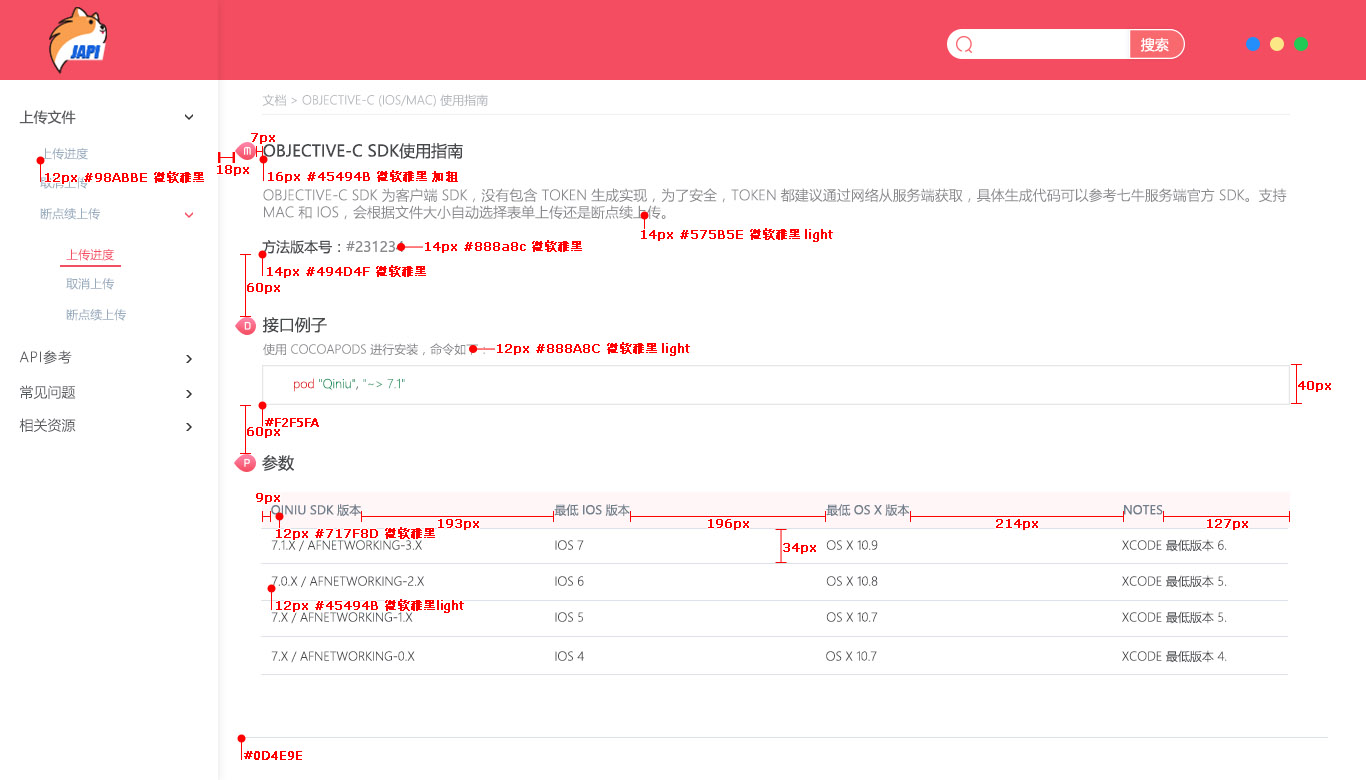 JAPI
搜索
上传文件
上传进度
12px #98ABBE 微软雅黑
取消上传
断点续上传
上传进度
取消上传
断点续上传
API参考
常见问题
相关资源
文档 > OBJECTIVE-C (IOS/MAC) 使用指南
7px
18px
M
OBJECTIVE-C SDK使用指南
16px #45494B 微软雅黑 加粗
OBJECTIVE-C SDK 为客户端 SDK，没有包含 TOKEN 生成实现，为了安全，TOKEN 都建议通过网络从服务端获取，具体生成代码可以参考七牛服务端官方 SDK。支持
MAC 和 IOS，会根据文件大小自动选择表单上传还是断点续上传。
14px #575B5E 微软雅黑 light
方法版本号：#231234
14px #888a8c 微软雅黑
14px #494D4F 微软雅黑
60px
D
接口例子
使用 COCOAPODS 进行安装，命令如下：
12px #888A8C 微软雅黑 light
pod "Qiniu", "~> 7.1"
40px
#F2F5FA
60px
P
参数
9px
QINIU SDK 版本 最低 IOS 版本 最低 OS X 版本 NOTES
193px 196px 214px 127px
12px #717F8D 微软雅黑
7.1.X / AFNETWORKING-3.X IOS 7 OS X 10.9 XCODE 最低版本 6.
34px
7.0.X / AFNETWORKING-2.X IOS 6 OS X 10.8 XCODE 最低版本 5.
12px #45494B 微软雅黑light
7.X / AFNETWORKING-1.X IOS 5 OS X 10.7 XCODE 最低版本 5.
7.X / AFNETWORKING-0.X IOS 4 OS X 10.7 XCODE 最低版本 4.
#0D4E9E